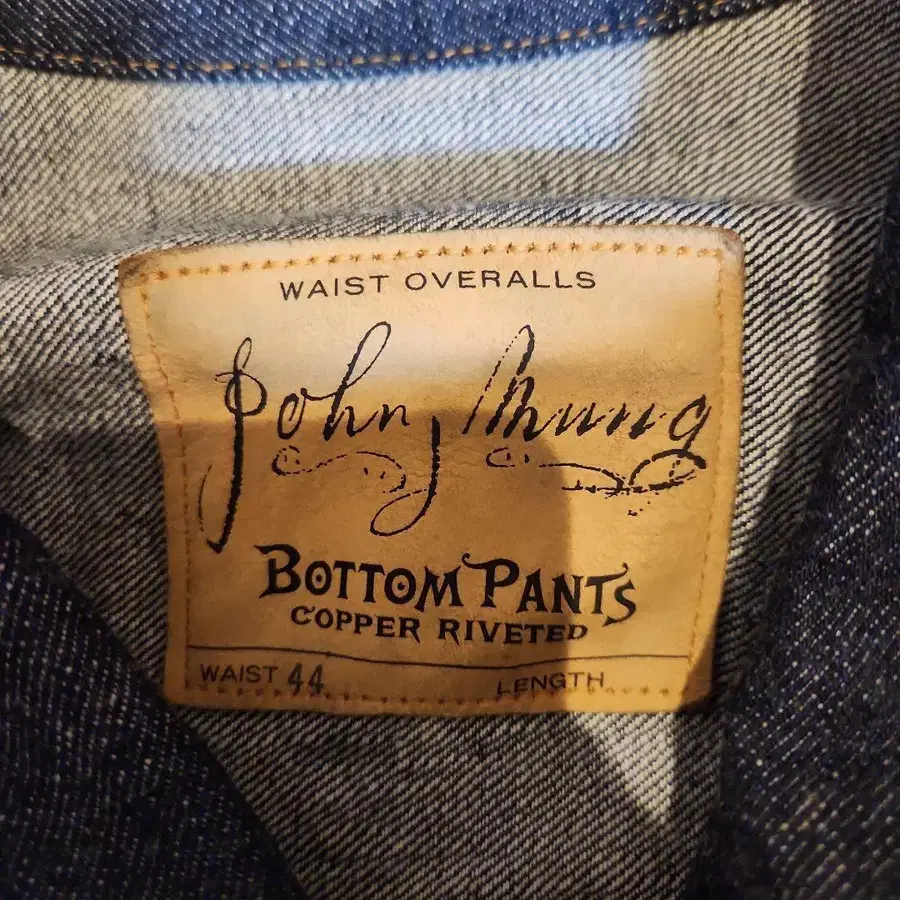 WAIST OVERALLS
John Mung
BOTTOM PANTS
COPPER RIVETED
WAIST 44 LENGTH